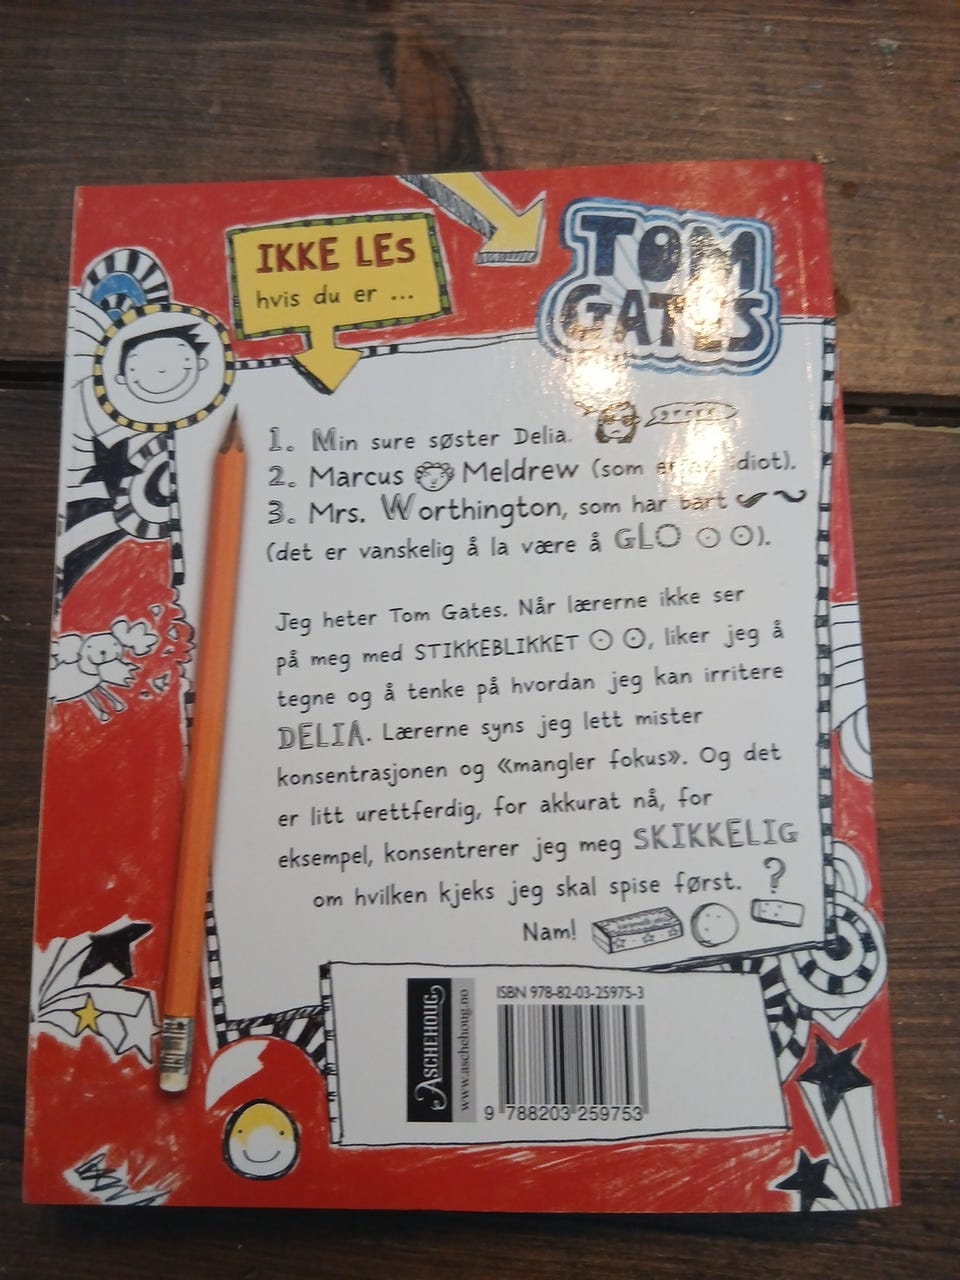 IKKE LES
hvis du er ...
TOM
GATES
1. Min sure søster Delia.
grrrr.
2. Marcus Meldrew (som idiot).
3. Mrs. Worthington, som har bart
(det er vanskelig å la være å GLO).
Jeg heter Tom Gates. Når lærerne ikke ser
på meg med STIKKEBLIKKET, liker jeg å
tegne og å tenke på hvordan jeg kan irritere
DELIA. Lærerne syns jeg lett mister
konsentrasjonen og «mangler fokus». Og det
er litt urettferdig, for akkurat nå, for
eksempel, konsentrerer jeg meg SKIKKELIG
om hvilken kjeks jeg skal spise først. ?
Nam!
ASCHEHOUG
www.aschehoug.no
ISBN 978-82-03-25975-3
9 788203 259753